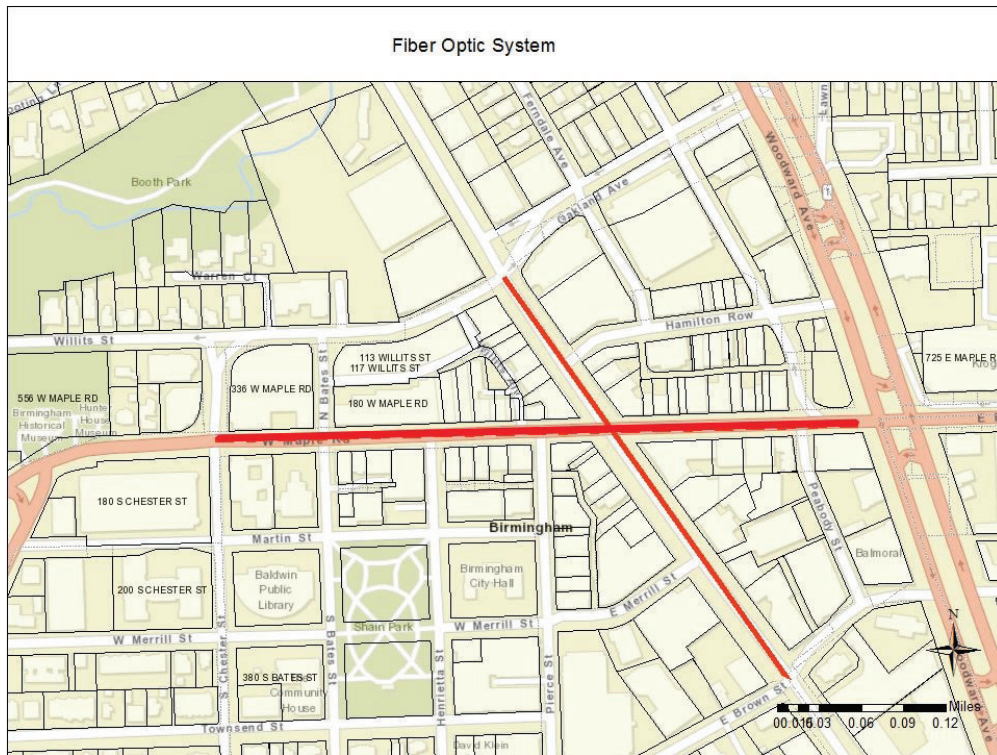 Fiber Optic System
Ferndale Ave
Lawn
Woodward Ave
Booth Park
Oakland Ave
Warren Ct
Hamilton Row
Willits St
113 WILLITS ST
117 WILLITS ST
N Bates St
725 E MAPLE R
Krog
556 W MAPLE RD
336 W MAPLE RD
180 W MAPLE RD
Birmingham
Historical
Museum
Hunter
House
Museum
W Maple Rd
E
180 S CHESTER ST
Birmingham
Peabody St
Martin St
Balmoral
Baldwin
Public
Library
Birmingham
City Hall
200 S CHESTER ST
E Merrill St
Shain Park
W Merrill St
W Merrill St
N
S Chester St
S Bates St
Henrietta St
Pierce St
380 S BATES ST
Community
House
E Brown St
Woodward Ave
Miles
0.03
0.06
0.09
0.12
Townsend St
David Klein